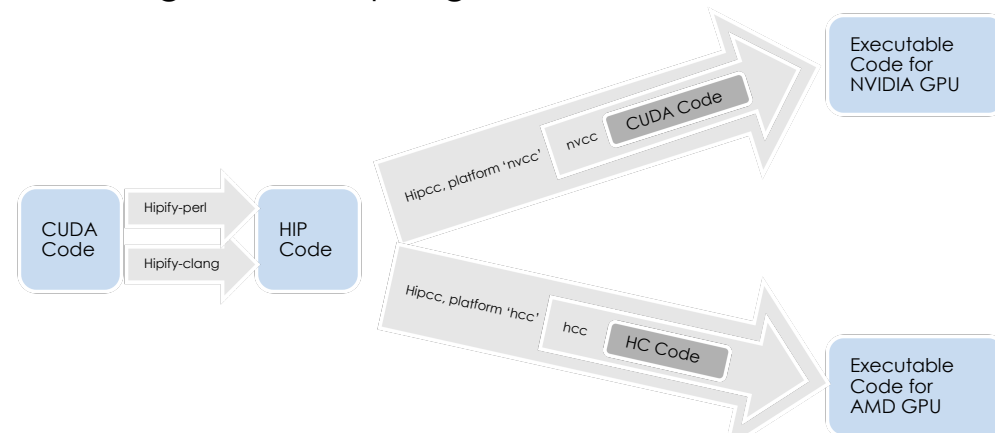 CUDA
Code
Hipify-perl
Hipify-clang
HIP
Code
Hipcc, platform ‘nvcc’
nvcc
CUDA Code
Executable
Code for
NVIDIA GPU
Hipcc, platform ‘hcc’
hcc
HC Code
Executable
Code for
AMD GPU